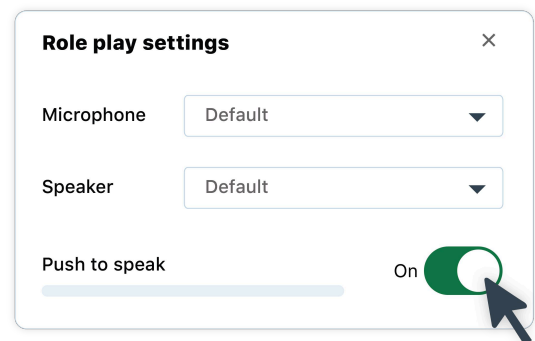 Role play settings
Microphone
Default
Speaker
Default
Push to speak
On